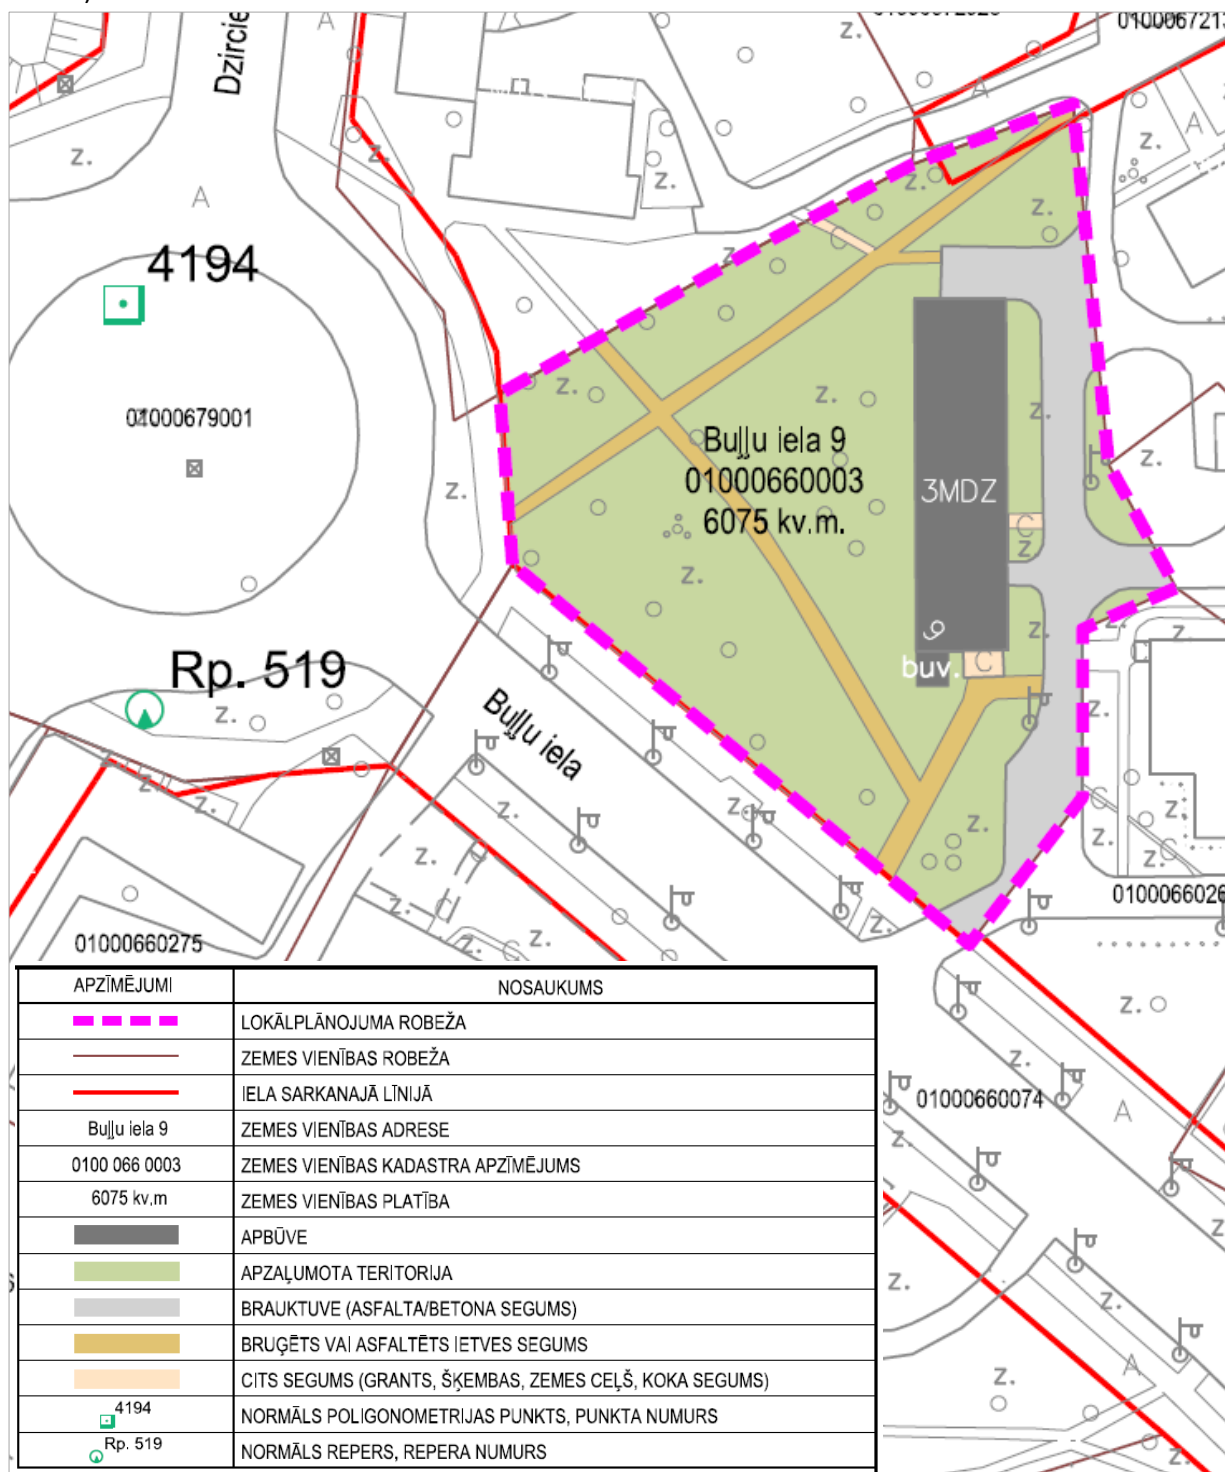 Dzircie
A
z.
z.
z.
A
z.
z.
A
A
z.
z.
z.
z.
4194
01000679001
z.
z.
z.
z.
z.
Buļļu iela 9
01000660003
6075 kv.m.
3MDZ
C
z
z.
z.
9
buv.
C
z.
z.
z.
z.
Rp. 519
z.
Buļļu iela
z.
z.
z.
z.
z.
z.
z.
C
z.
z.
z.
C
z.
C
z.
z.
C
z.
0100066026
01000660275
APZĪMĒJUMI NOSAUKUMS
LOKĀLPLĀNOJUMA ROBEŽA
ZEMES VIENĪBAS ROBEŽA
IELA SARKANAJĀ LĪNIJĀ
Buļļu iela 9 ZEMES VIENĪBAS ADRESE
0100 066 0003 ZEMES VIENĪBAS KADASTRA APZĪMĒJUMS
6075 kv.m ZEMES VIENĪBAS PLATĪBA
APBŪVE
APZAĻUMOTA TERITORIJA
BRAUKTUVE (ASFALTA/BETONA SEGUMS)
BRUĢĒTS VAI ASFALTĒTS IETVES SEGUMS
CITS SEGUMS (GRANTS, ŠĶEMBAS, ZEMES CEĻŠ, KOKA SEGUMS)
4194 NORMĀLS POLIGONOMETRIJAS PUNKTS, PUNKTA NUMURS
Rp. 519 NORMĀLS REPERS, REPERA NUMURS
z.
z.
01000660074
A
z.
z.
z.
z.
z.
A
z.